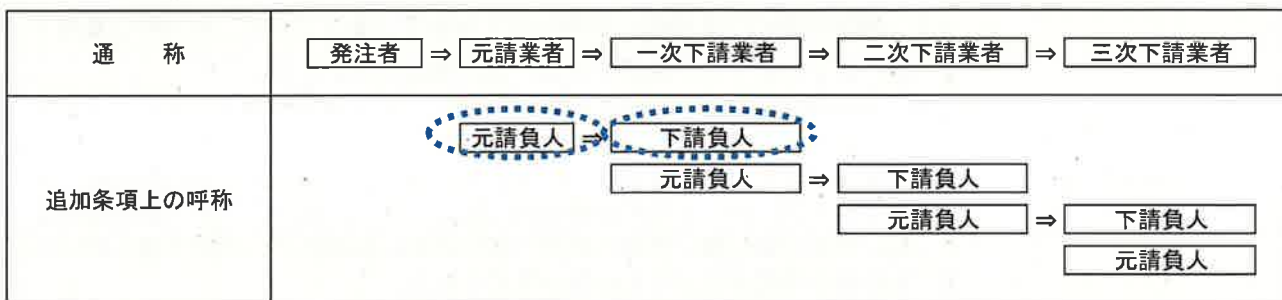 通 称 発注者 ⇒ 元請業者 ⇒ 一次下請業者 ⇒ 二次下請業者 ⇒ 三次下請業者
追加条項上の呼称
元請負人 ⇒ 下請負人
元請負人 ⇒ 下請負人
元請負人 ⇒ 下請負人
元請負人